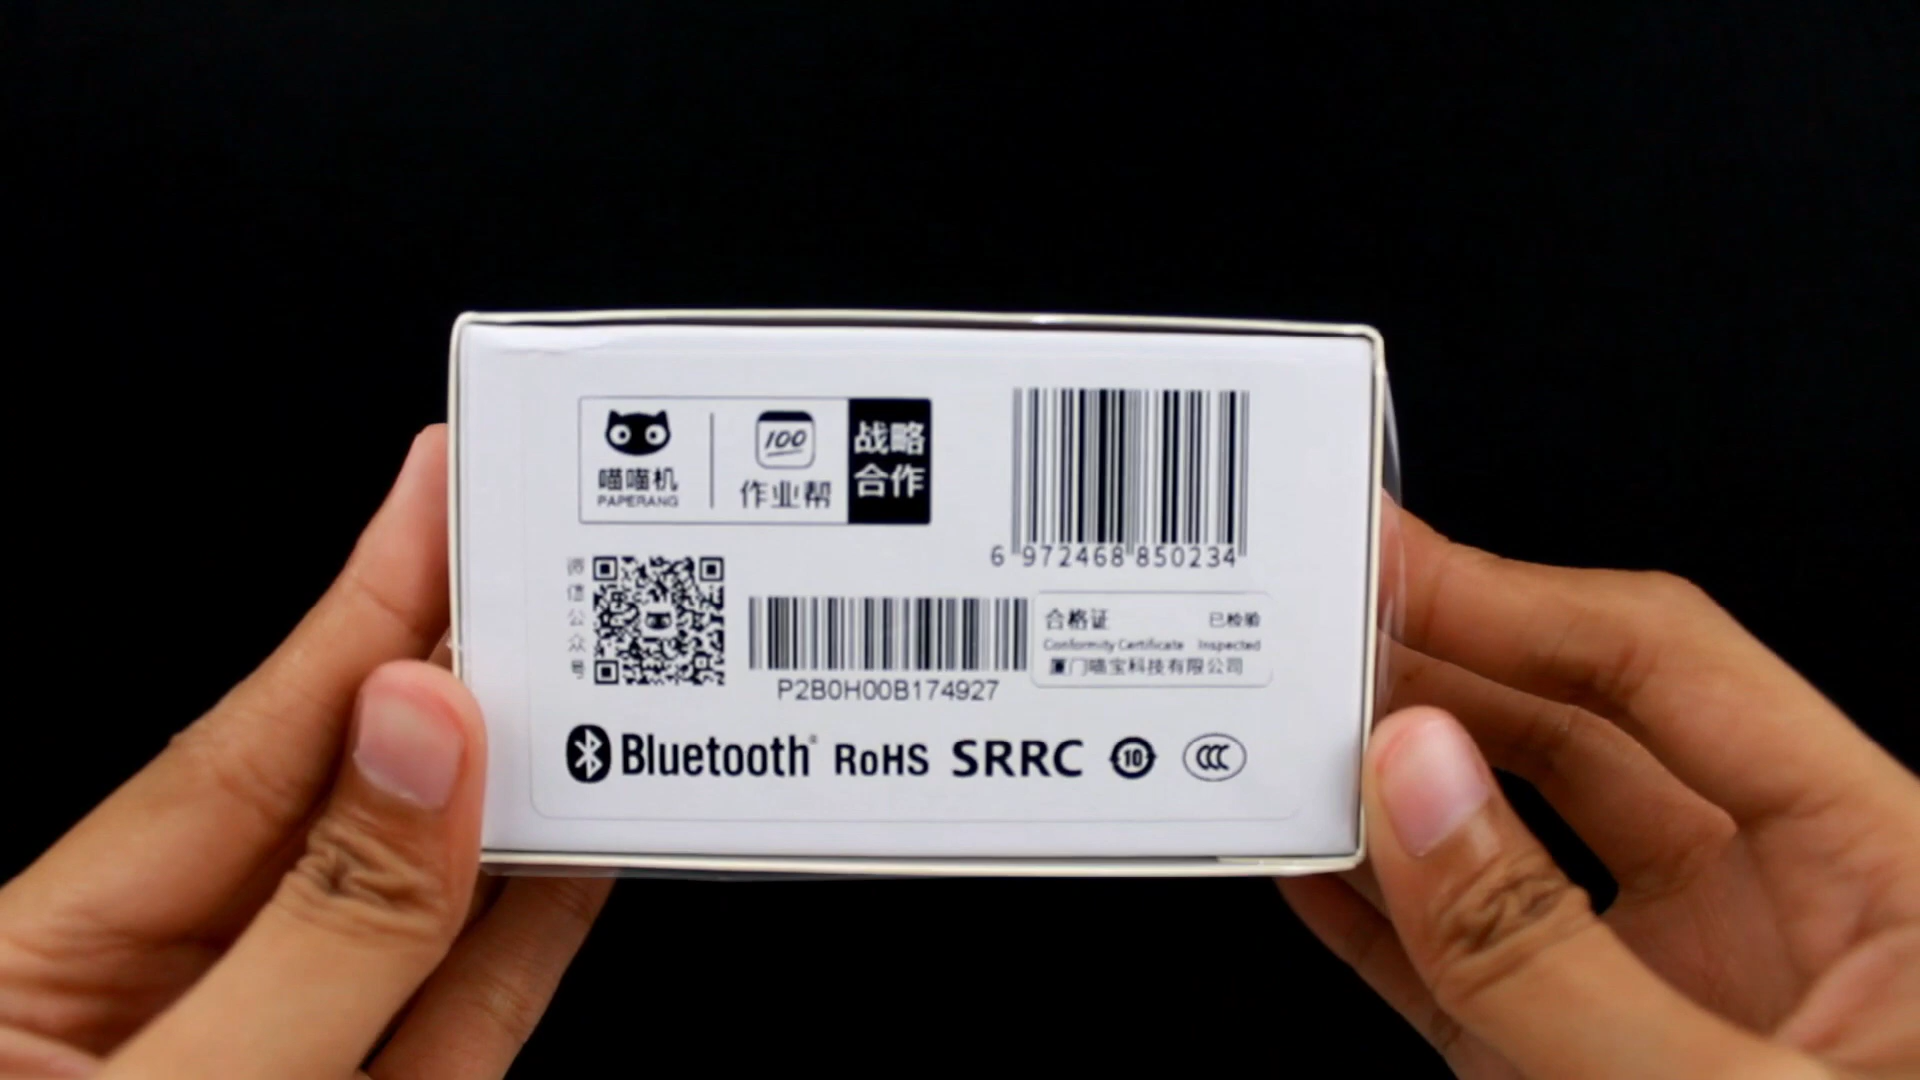 喵喵机
PAPERANG
100
作业帮
战略
合作
6 972468 850234
微信公众号
P2B0H00B174927
合格证 已检验
Conformity Certificate Inspected
厦门喵宝科技有限公司
Bluetooth® RoHS SRRC 10 CCC